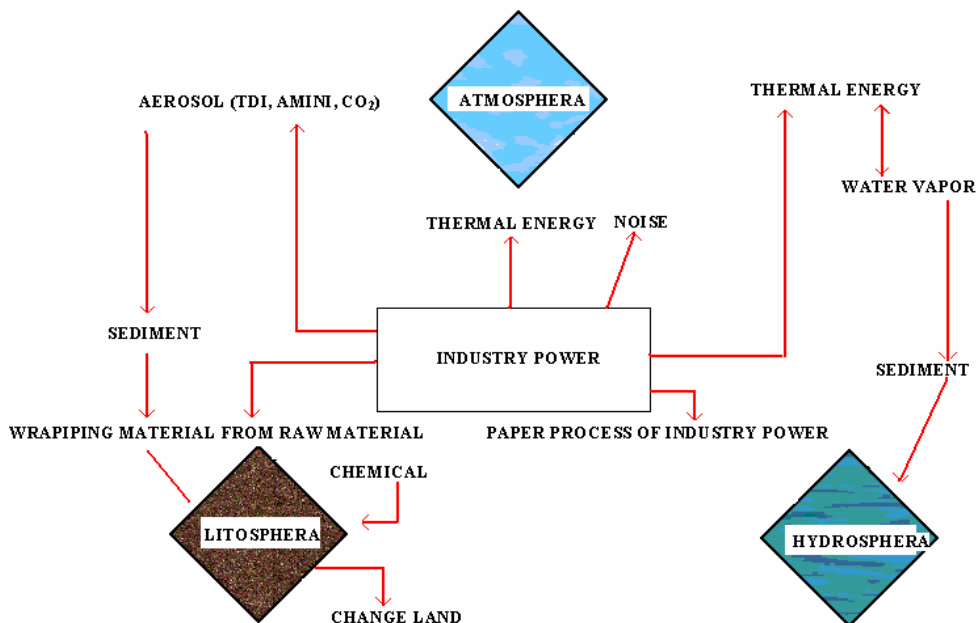 ATMOSPHERA
THERMAL ENERGY
AEROSOL (TDI, AMINI, CO₂)
WATER VAPOR
THERMAL ENERGY
NOISE
SEDIMENT
INDUSTRY POWER
SEDIMENT
WRAPIPING MATERIAL FROM RAW MATERIAL
PAPER PROCESS OF INDUSTRY POWER
CHEMICAL
LITOSPHERA
HYDROSPHERA
CHANGE LAND